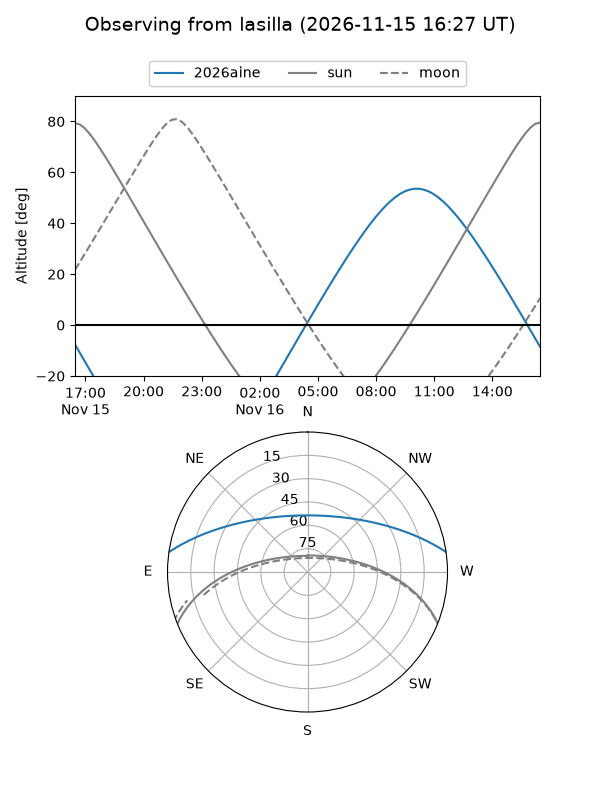 Observing from lasilla (2026-11-15 16:27 UT)
2026aine
sun
moon
Altitude [deg]
80
60
40
20
0
−20
17:00
Nov 15
20:00
23:00
02:00
Nov 16
05:00
08:00
11:00
14:00
N
NE
NW
15
30
45
60
75
E
W
SE
SW
S